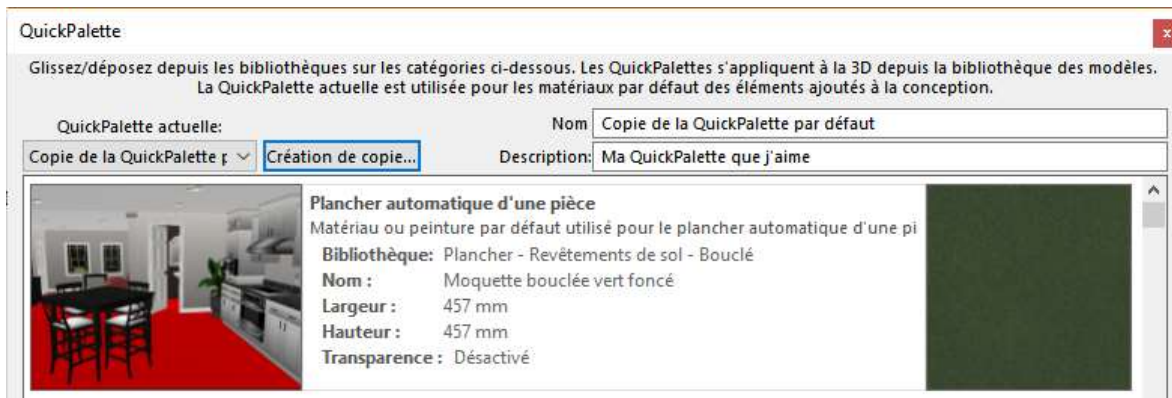 QuickPalette
x
Glissez/déposez depuis les bibliothèques sur les catégories ci-dessous. Les QuickPalettes s'appliquent à la 3D depuis la bibliothèque des modèles.
La QuickPalette actuelle est utilisée pour les matériaux par défaut des éléments ajoutés à la conception.
QuickPalette actuelle:
Nom Copie de la QuickPalette par défaut
Copie de la QuickPalette p Création de copie... Description: Ma QuickPalette que j'aime
Plancher automatique d'une pièce
Matériau ou peinture par défaut utilisé pour le plancher automatique d'une pi
Bibliothèque: Plancher - Revêtements de sol - Bouclé
Nom : Moquette bouclée vert foncé
Largeur : 457 mm
Hauteur : 457 mm
Transparence : Désactivé